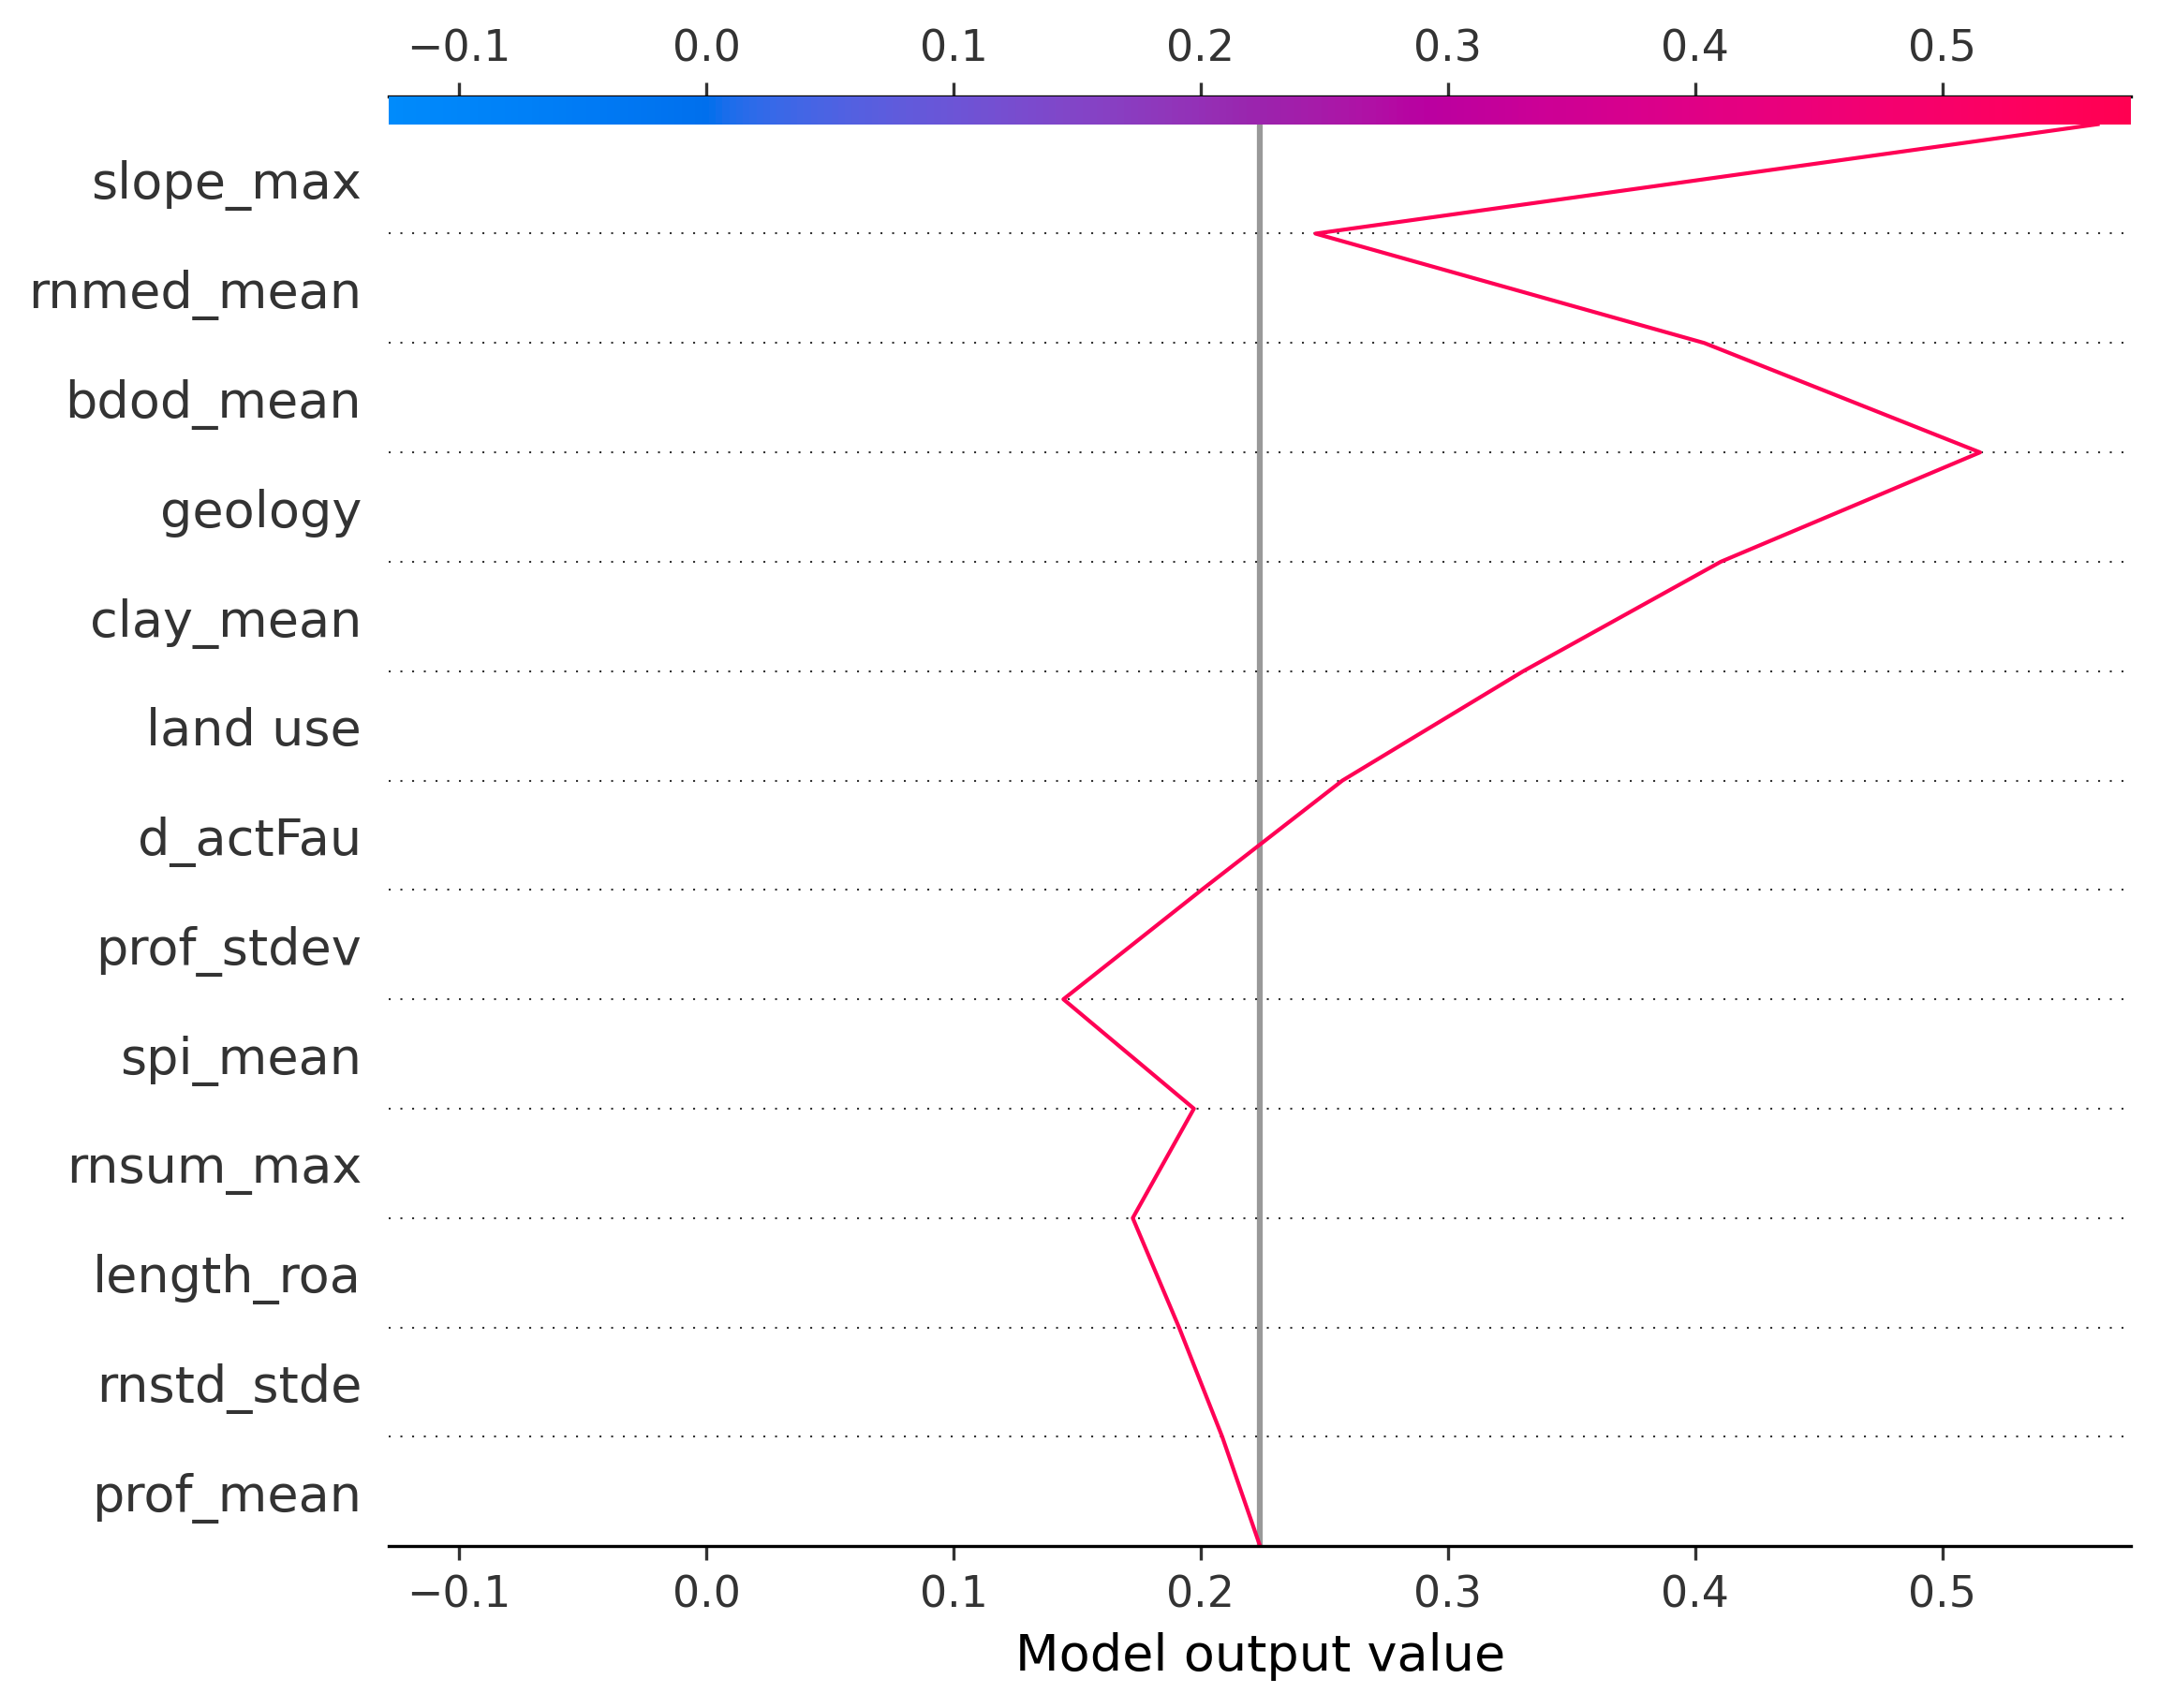 −0.1 0.0 0.1 0.2 0.3 0.4 0.5
slope_max
rnmed_mean
bdod_mean
geology
clay_mean
land use
d_actFau
prof_stdev
spi_mean
rnsum_max
length_roa
rnstd_stde
prof_mean
−0.1 0.0 0.1 0.2 0.3 0.4 0.5
Model output value